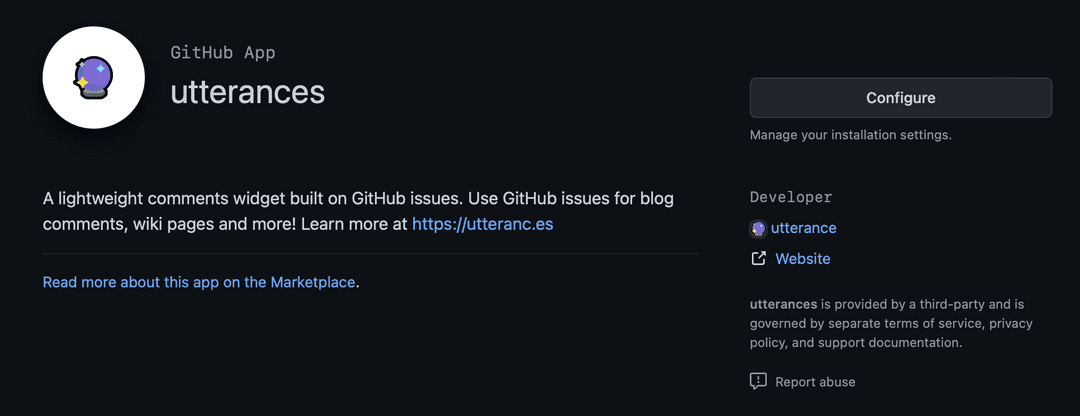 GitHub App
utterances
Configure
Manage your installation settings.
A lightweight comments widget built on GitHub issues. Use GitHub issues for blog
comments, wiki pages and more! Learn more at https://utteranc.es
Read more about this app on the Marketplace.
Developer
utterance
Website
utterances is provided by a third-party and is
governed by separate terms of service, privacy
policy, and support documentation.
Report abuse